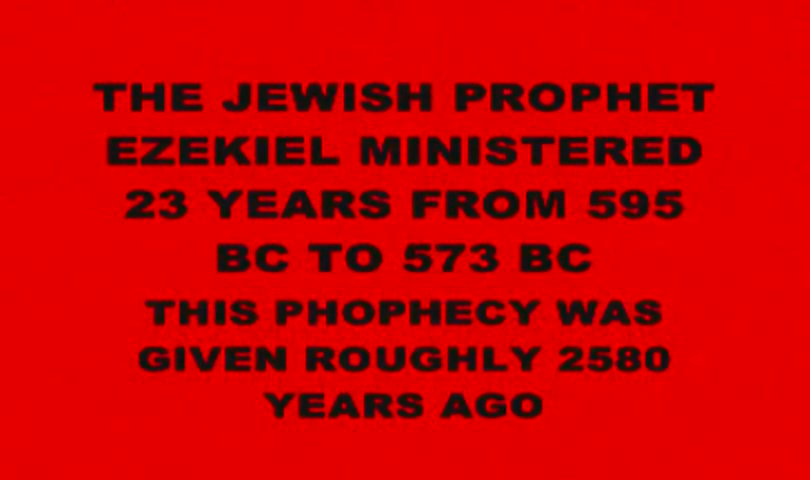 THE JEWISH PROPHET
EZEKIEL MINISTERED
23 YEARS FROM 595
BC TO 573 BC
THIS PHOPHECY WAS
GIVEN ROUGHLY 2580
YEARS AGO